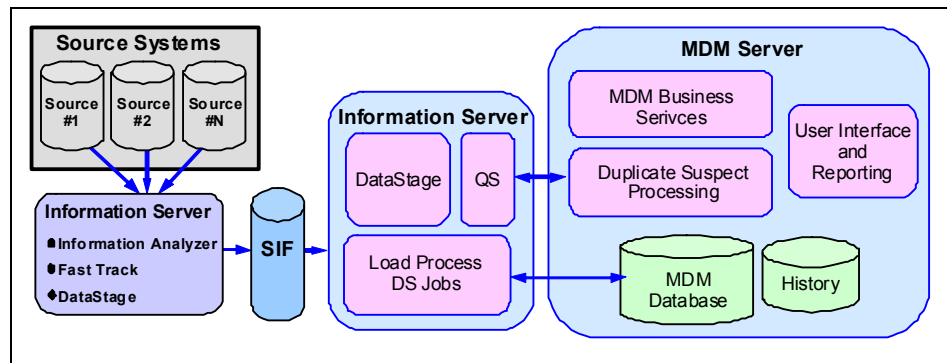 Source Systems
Source
#1
Source
#2
Source
#N
Information Server
Information Analyzer
Fast Track
DataStage
SIF
Information Server
DataStage
QS
Load Process
DS Jobs
MDM Server
MDM Business
Serivces
Duplicate Suspect
Processing
User Interface
and
Reporting
MDM
Database
History